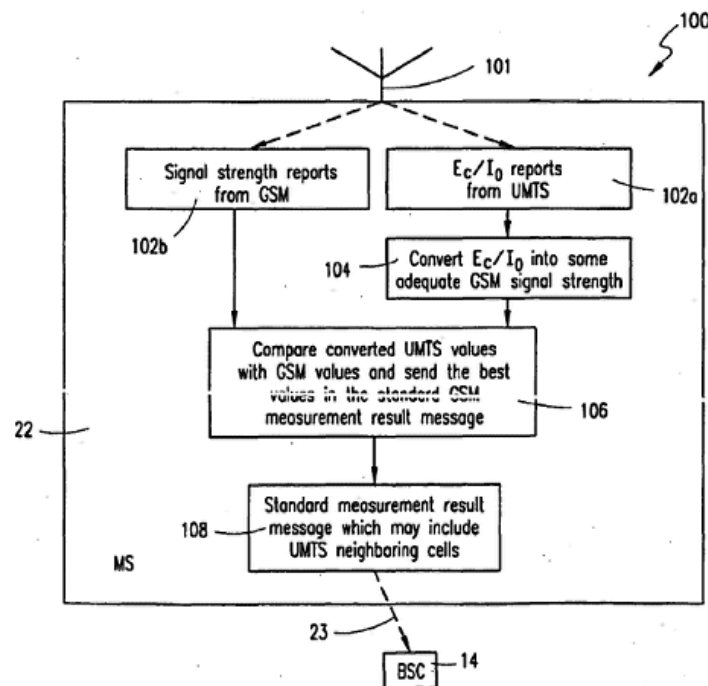 100
101
Signal strength reports
from GSM
102b
Ec/I0 reports
from UMTS
102a
104
Convert Ec/I0 into some
adequate GSM signal strength
Compare converted UMTS values
with GSM values and send the best
values in the standard GSM
measurement result message
106
22
108
Standard measurement result
message which may include
UMTS neighboring cells
MS
23
14
BSC